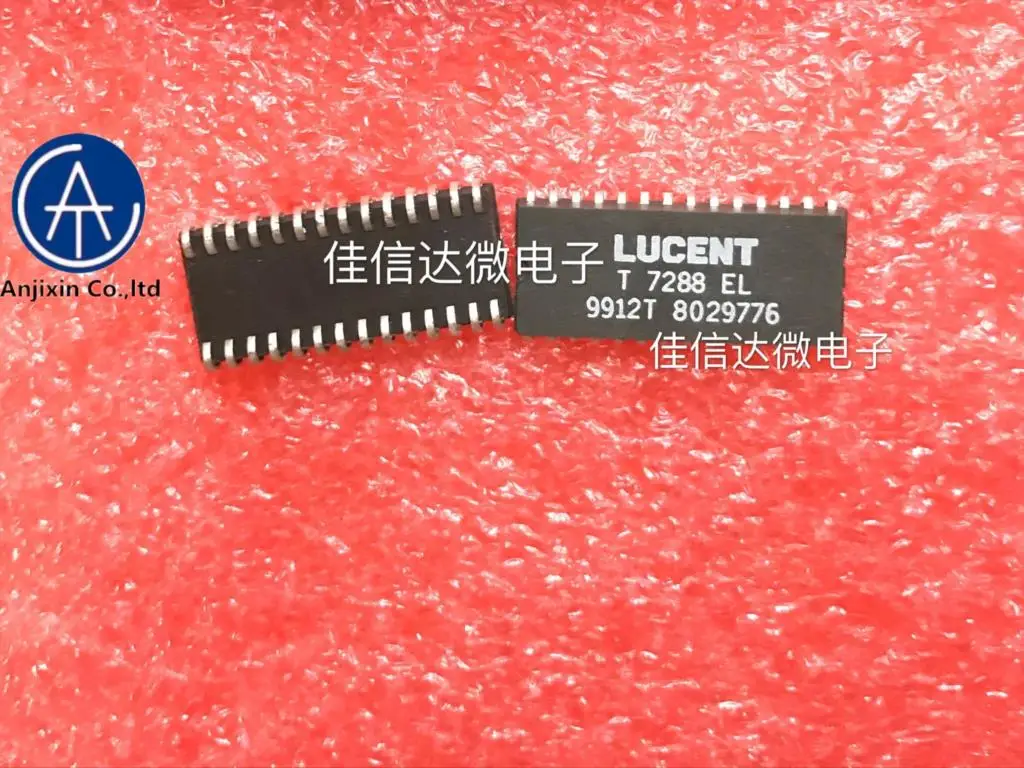 AT
Anjixin Co.,ltd
佳信达微电子
LUCENT
T 7288 EL
9912T 8029776
佳信达微电子